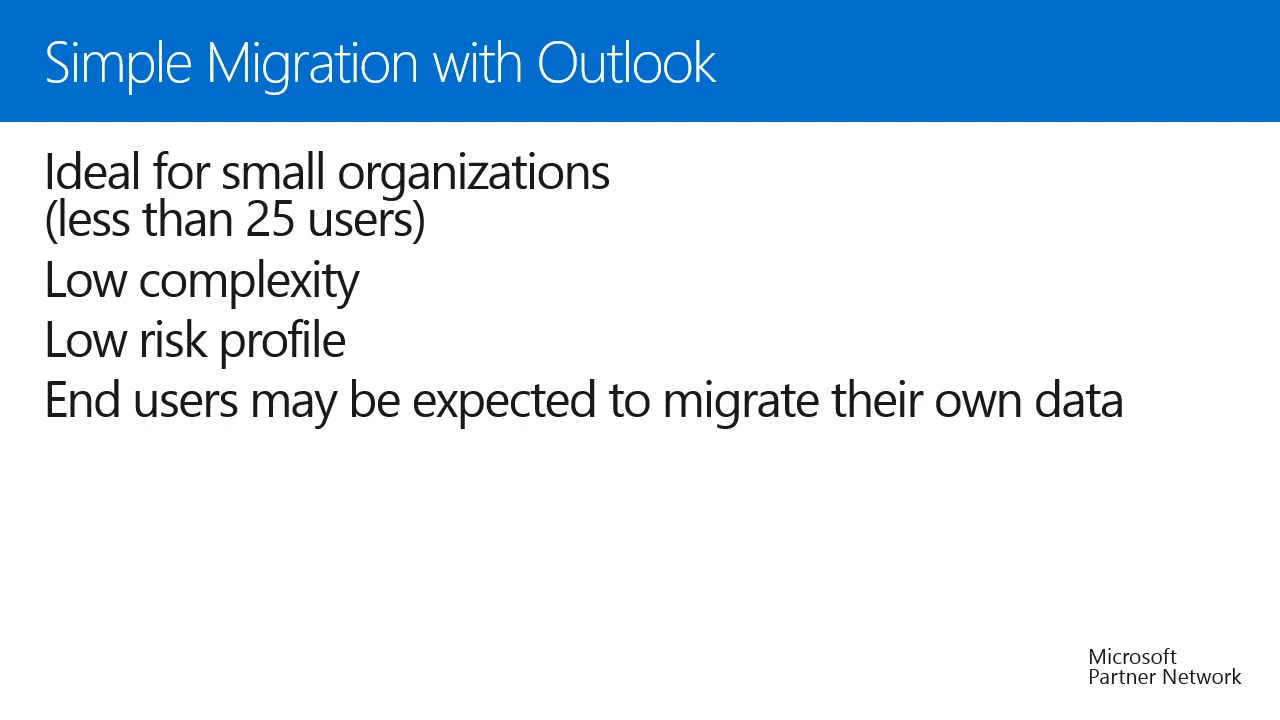 Simple Migration with Outlook
Ideal for small organizations
(less than 25 users)
Low complexity
Low risk profile
End users may be expected to migrate their own data
Microsoft
Partner Network